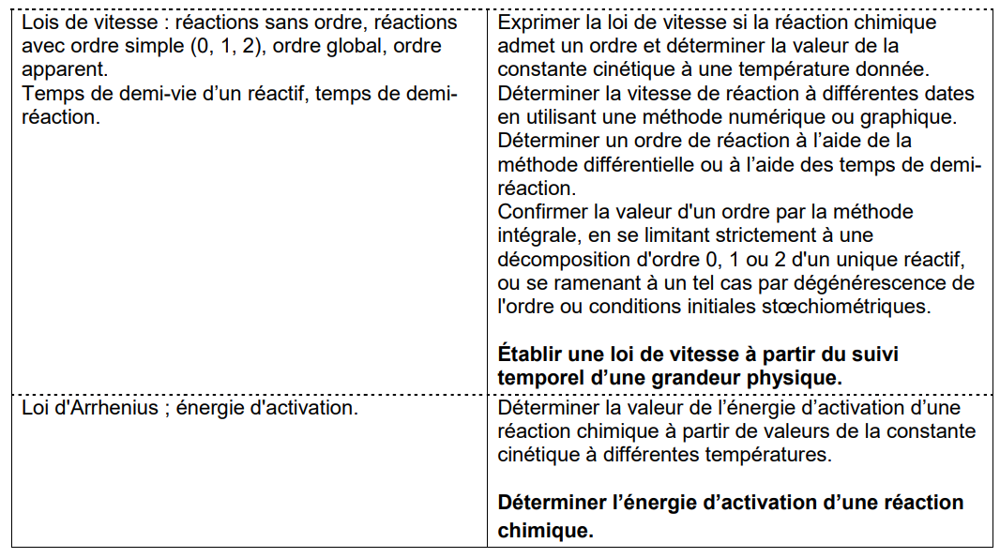 Lois de vitesse : réactions sans ordre, réactions
avec ordre simple (0, 1, 2), ordre global, ordre
apparent.
Temps de demi-vie d’un réactif, temps de demi-
réaction.
Exprimer la loi de vitesse si la réaction chimique
admet un ordre et déterminer la valeur de la
constante cinétique à une température donnée.
Déterminer la vitesse de réaction à différentes dates
en utilisant une méthode numérique ou graphique.
Déterminer un ordre de réaction à l’aide de la
méthode différentielle ou à l’aide des temps de demi-
réaction.
Confirmer la valeur d'un ordre par la méthode
intégrale, en se limitant strictement à une
décomposition d'ordre 0, 1 ou 2 d'un unique réactif,
ou se ramenant à un tel cas par dégénérescence de
l'ordre ou conditions initiales stœchiométriques.
Établir une loi de vitesse à partir du suivi
temporel d’une grandeur physique.
Loi d'Arrhenius ; énergie d'activation.
Déterminer la valeur de l’énergie d’activation d’une
réaction chimique à partir de valeurs de la constante
cinétique à différentes températures.
Déterminer l’énergie d’activation d’une réaction
chimique.